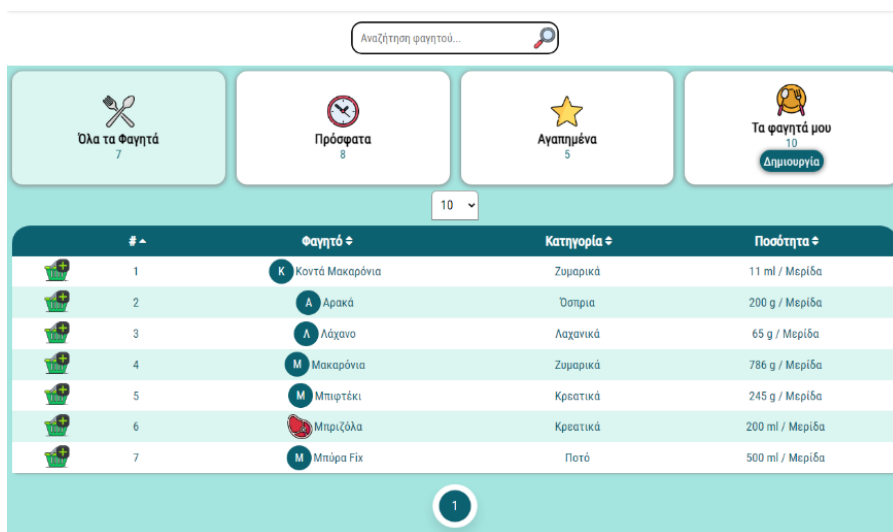 Αναζήτηση φαγητού...
Όλα τα Φαγητά
7
Πρόσφατα
8
Αγαπημένα
5
Τα φαγητά μου
10
Δημιουργία
10
# Φαγητό Κατηγορία Ποσότητα
1 Κ Κοντά Μακαρόνια Ζυμαρικά 11 ml / Μερίδα
2 Α Αρακά Όσπρια 200 g / Μερίδα
3 Λ Λάχανο Λαχανικά 65 g / Μερίδα
4 Μ Μακαρόνια Ζυμαρικά 786 g / Μερίδα
5 Μ Μπιφτέκι Κρεατικά 245 g / Μερίδα
6 Μπριζόλα Κρεατικά 200 ml / Μερίδα
7 Μ Μπύρα Fix Ποτό 500 ml / Μερίδα
1